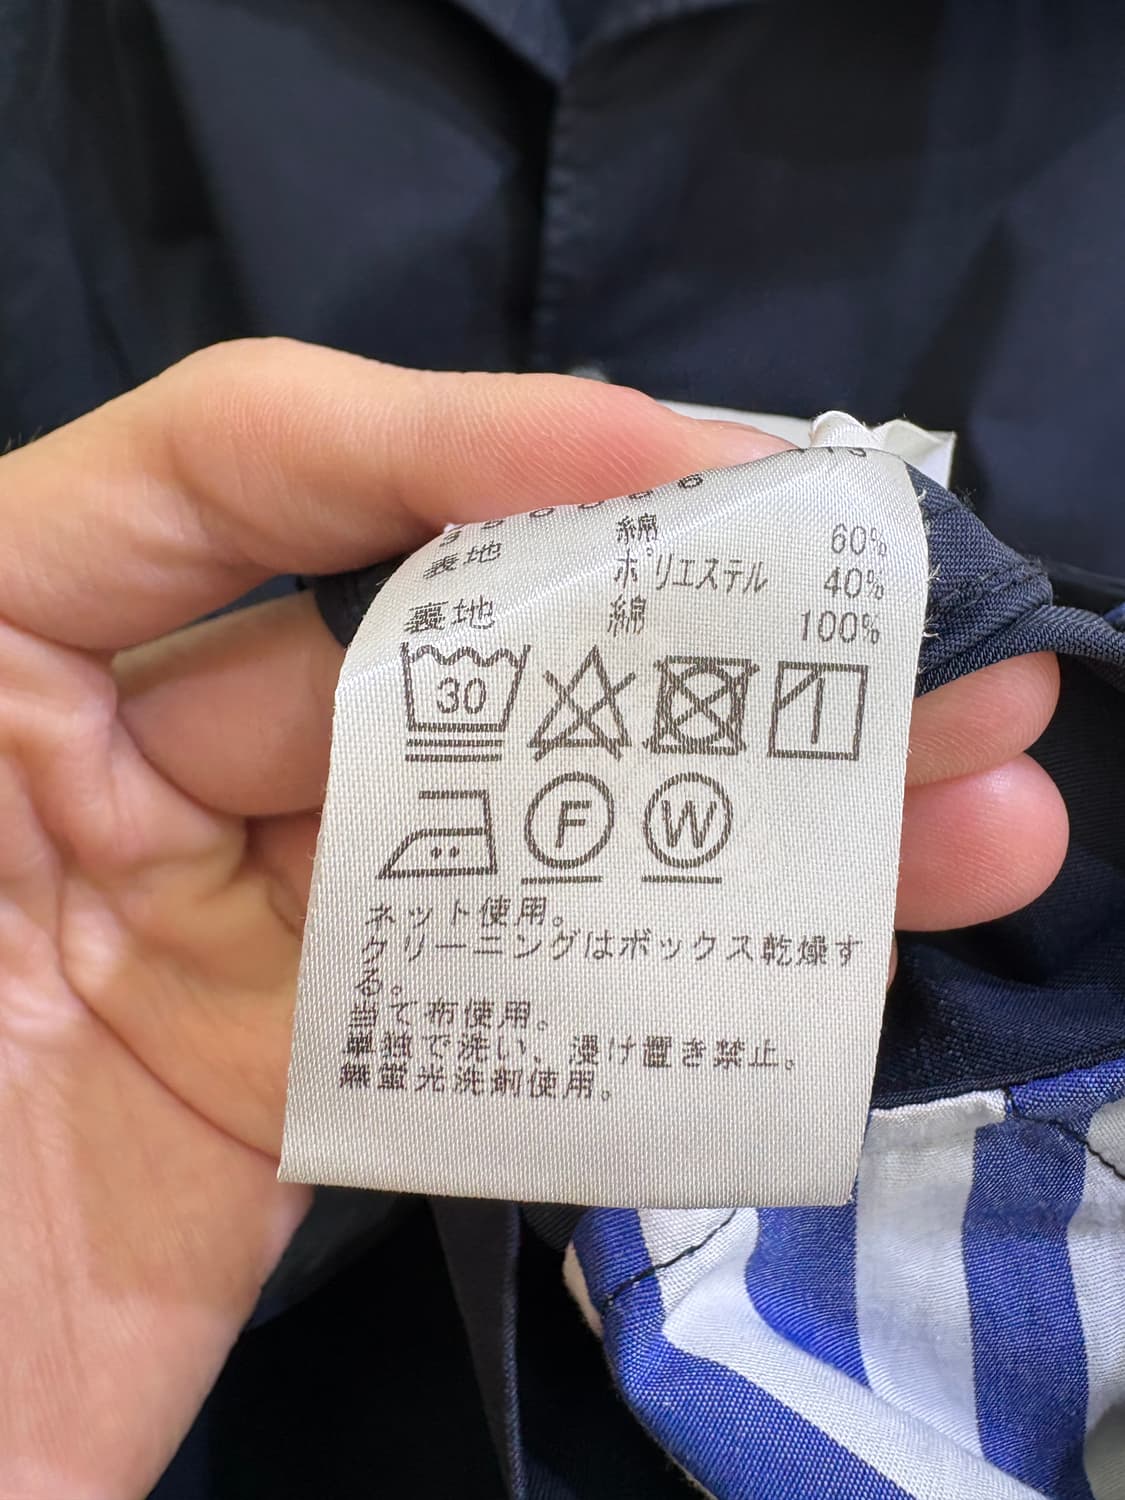 表地 綿 60%
ポリエステル 40%
裏地 綿 100%
30
F W
ネット使用。
クリーニングはボックス乾燥す
る。
当て布使用。
単独で洗い、浸け置き禁止。
無蛍光洗剤使用。